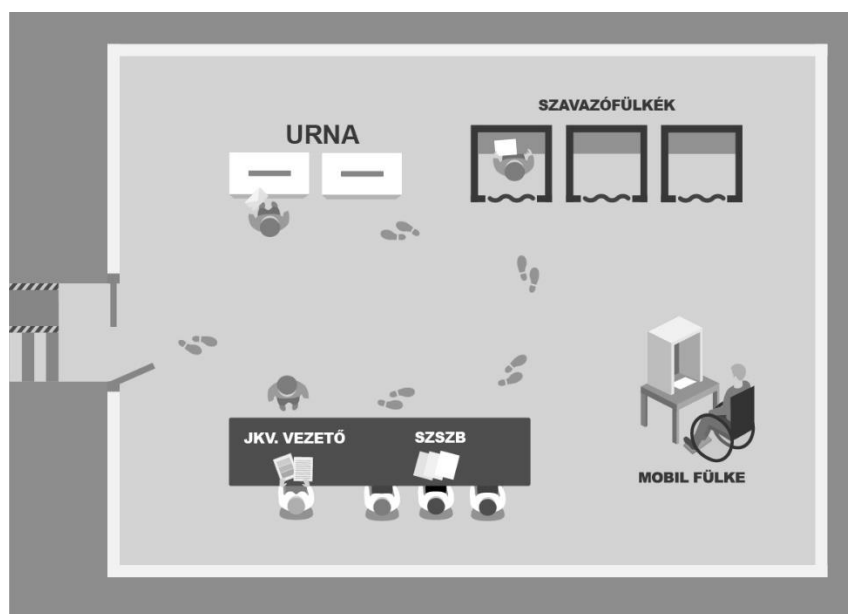 SZAVAZÓFÜLKÉK
URNA
JKV. VEZETŐ
SZSZB
MOBIL FÜLKE